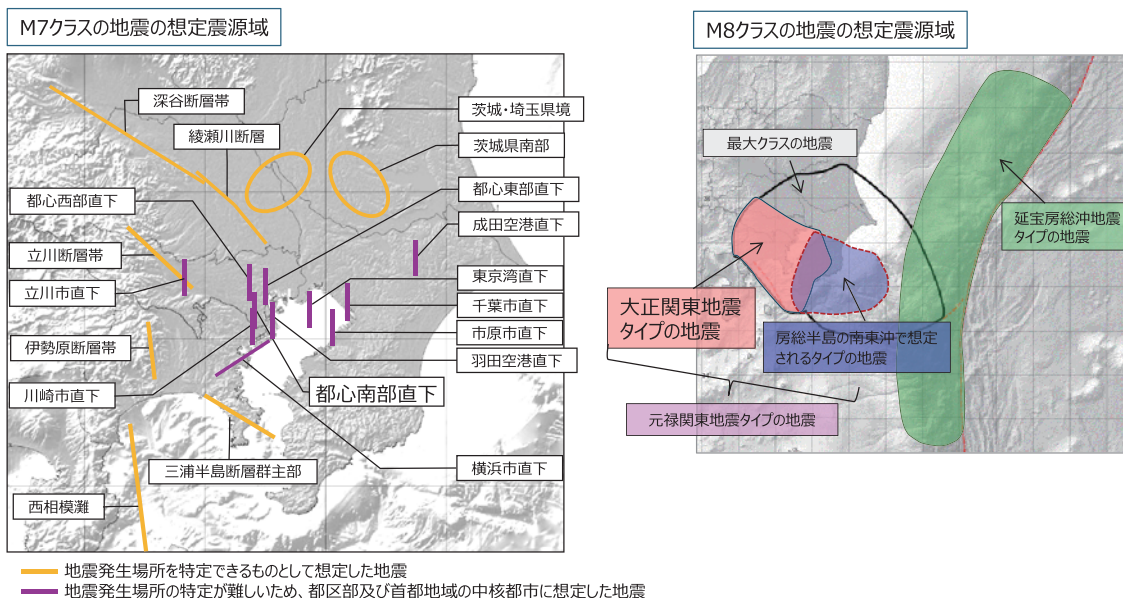 M7クラスの地震の想定震源域
深谷断層帯
綾瀬川断層
都心西部直下
立川断層帯
立川市直下
伊勢原断層帯
川崎市直下
三浦半島断層群主部
西相模灘
茨城・埼玉県境
茨城県南部
都心東部直下
成田空港直下
東京湾直下
千葉市直下
市原市直下
羽田空港直下
都心南部直下
横浜市直下
地震発生場所を特定できるものとして想定した地震
地震発生場所の特定が難しいため、都区部及び首都地域の中核都市に想定した地震
M8クラスの地震の想定震源域
最大クラスの地震
延宝房総沖地震
タイプの地震
大正関東地震
タイプの地震
房総半島の南東沖で想定
されるタイプの地震
元禄関東地震タイプの地震